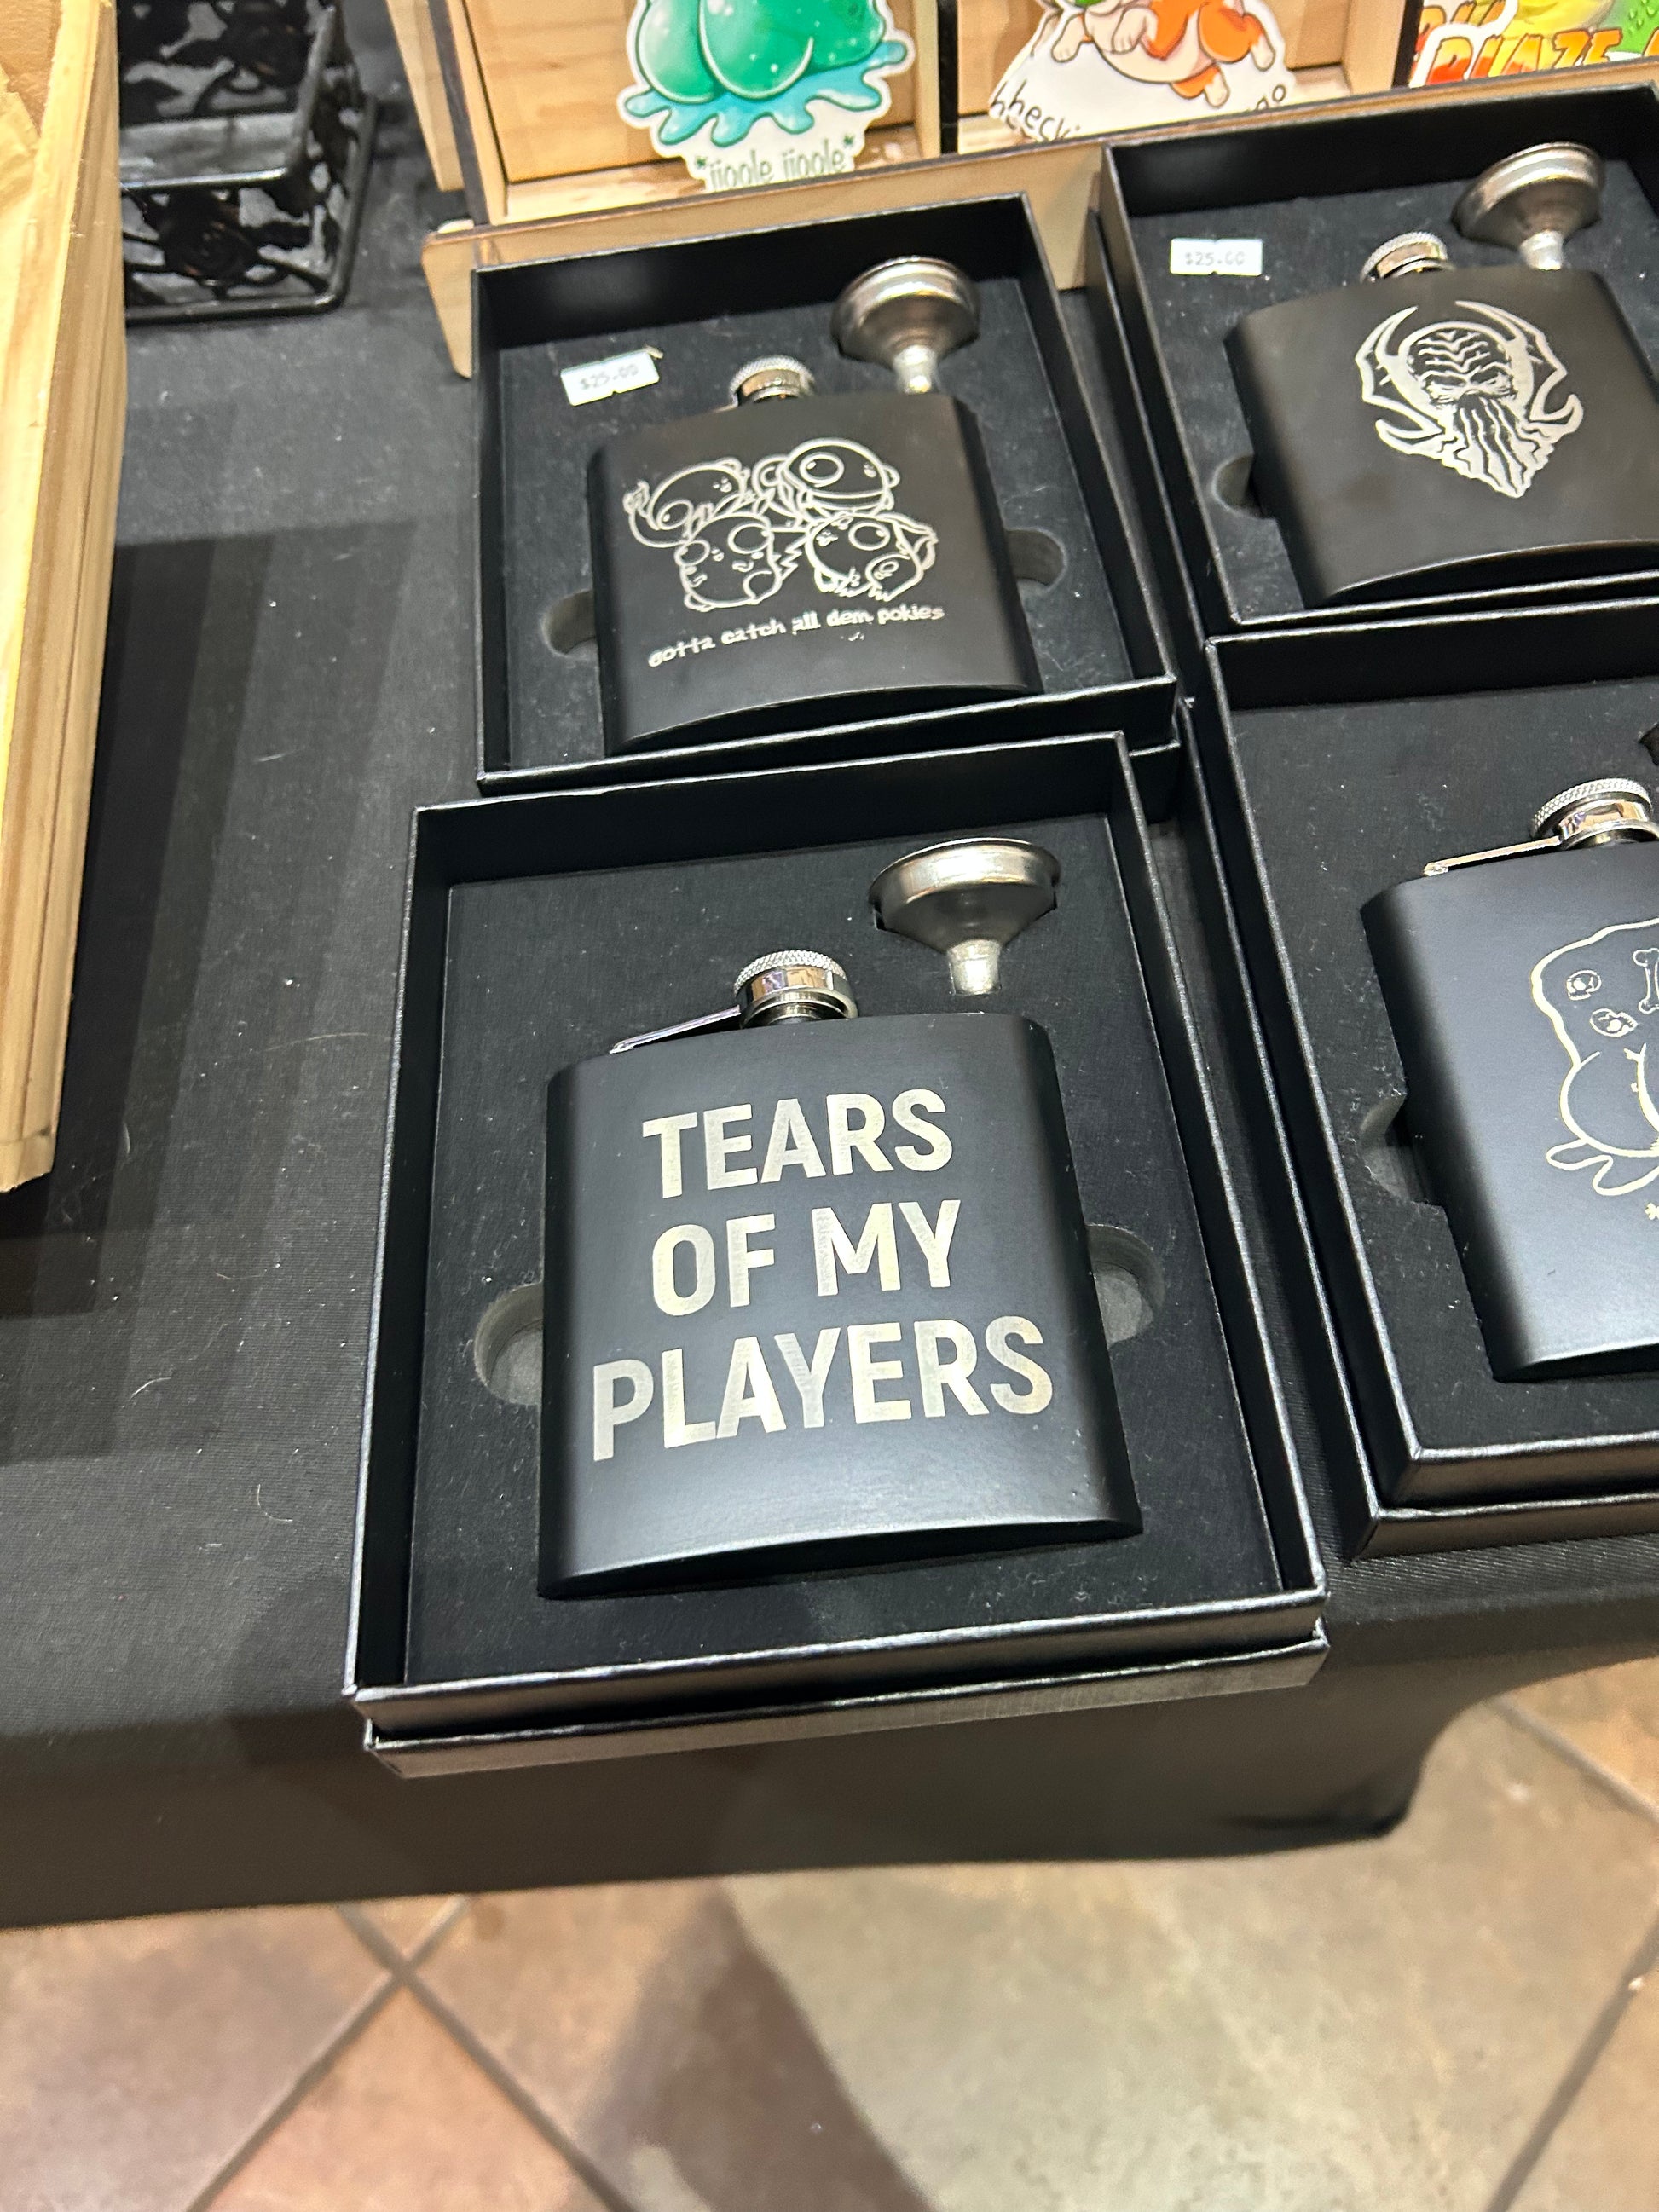 *jiggle jiggle*
$25.00
$25.00
gotta catch all dem pokies
TEARS
OF MY
PLAYERS